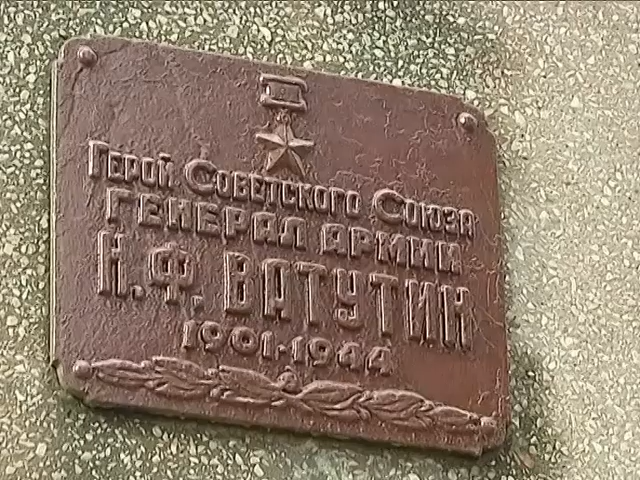 Герой Советского Союза
ГЕНЕРАЛ АРМИИ
Н.Ф. ВАТУТИН
1901-1944